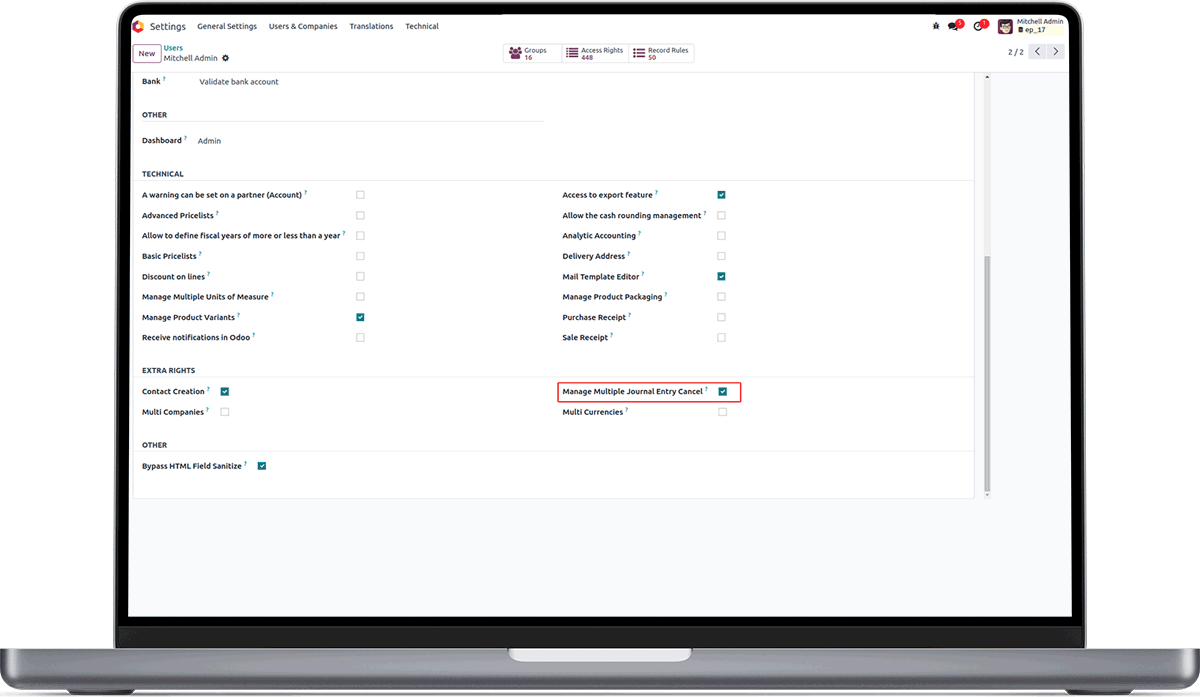 Settings General Settings Users & Companies Translations Technical 5 1 Mitchell Admin
ep_17
New Users Groups 16 Access Rights 448 Record Rules 50 2 / 2
Mitchell Admin
Bank ? Validate bank account
OTHER
Dashboard ? Admin
TECHNICAL
A warning can be set on a partner (Account) ? Access to export feature ?
Advanced Pricelists ? Allow the cash rounding management ?
Allow to define fiscal years of more or less than a year ? Analytic Accounting ?
Basic Pricelists ? Delivery Address ?
Discount on lines ? Mail Template Editor ?
Manage Multiple Units of Measure ? Manage Product Packaging ?
Manage Product Variants ? Purchase Receipt ?
Receive notifications in Odoo ? Sale Receipt ?
EXTRA RIGHTS
Contact Creation ? Manage Multiple Journal Entry Cancel ?
Multi Companies ? Multi Currencies ?
OTHER
Bypass HTML Field Sanitize ?